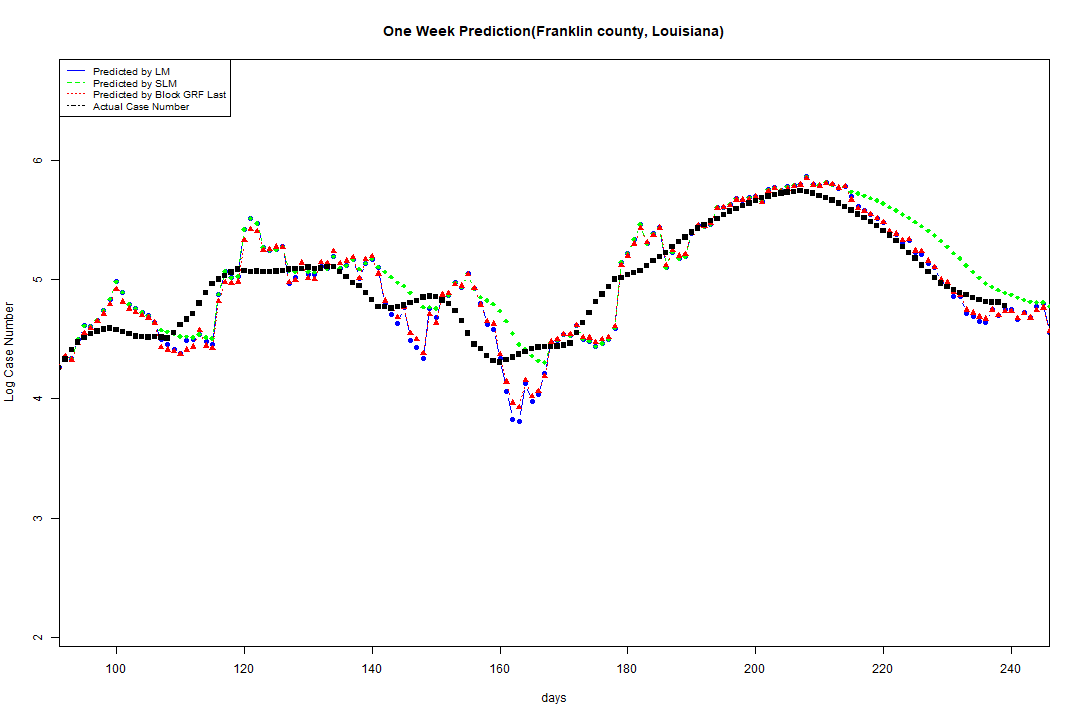 One Week Prediction(Franklin county, Louisiana)
Predicted by LM
Predicted by SLM
Predicted by Block GRF Last
Actual Case Number
6
5
4
3
2
Log Case Number
100 120 140 160 180 200 220 240
days